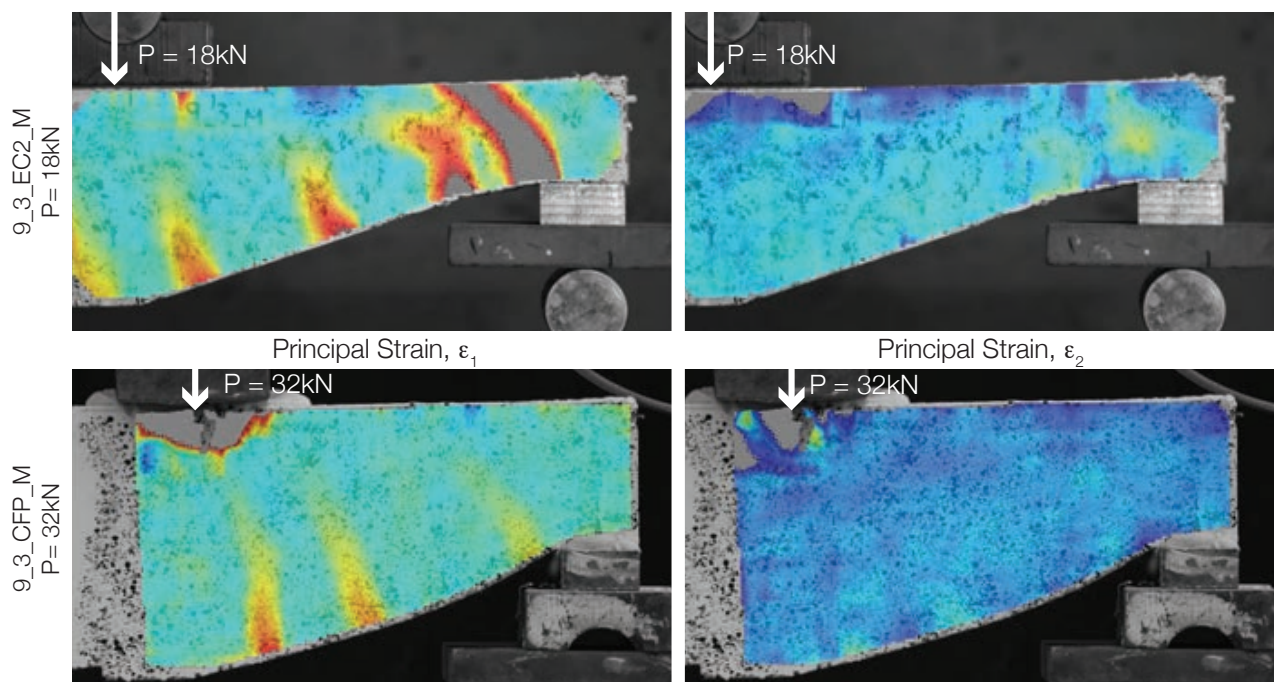 P = 18kN
P = 18kN
9_3_EC2_M
P= 18kN
Principal Strain, ε1
Principal Strain, ε2
P = 32kN
P = 32kN
9_3_CFP_M
P= 32kN